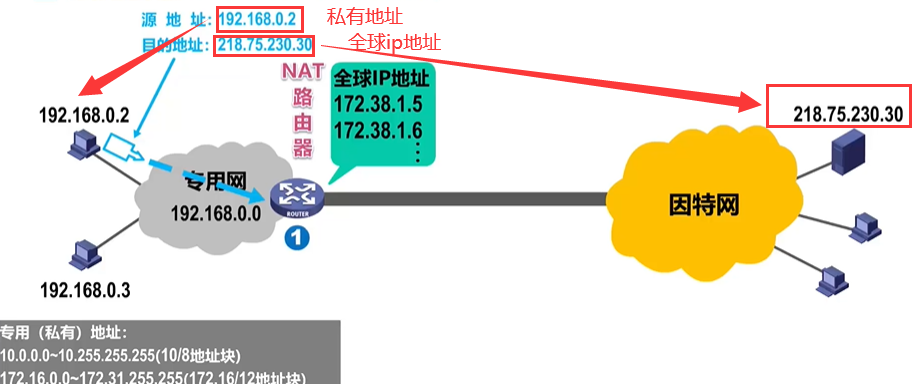 源 地 址：192.168.0.2 私有地址
目的地址：218.75.230.30 全球ip地址
NAT路由器
全球IP地址
172.38.1.5
172.38.1.6
⋮
192.168.0.2
218.75.230.30
专用网
192.168.0.0
ROUTER
1
因特网
192.168.0.3
专用（私有）地址：
10.0.0.0~10.255.255.255(10/8地址块)
172.16.0.0~172.31.255.255(172.16/12地址块)